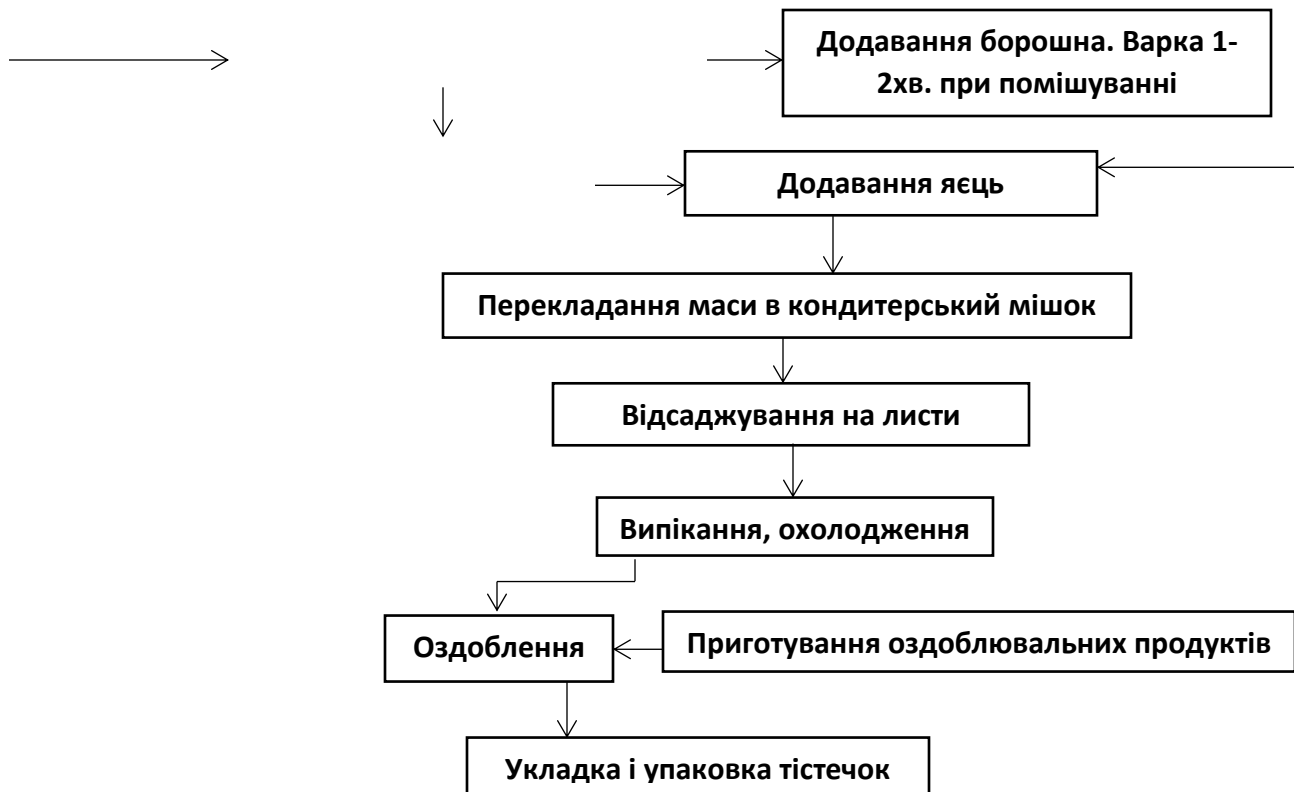 Додавання борошна. Варка 1-
2хв. при помішуванні
Додавання яєць
Перекладання маси в кондитерський мішок
Відсаджування на листи
Випікання, охолодження
Оздоблення
Приготування оздоблювальних продуктів
Укладка і упаковка тістечок